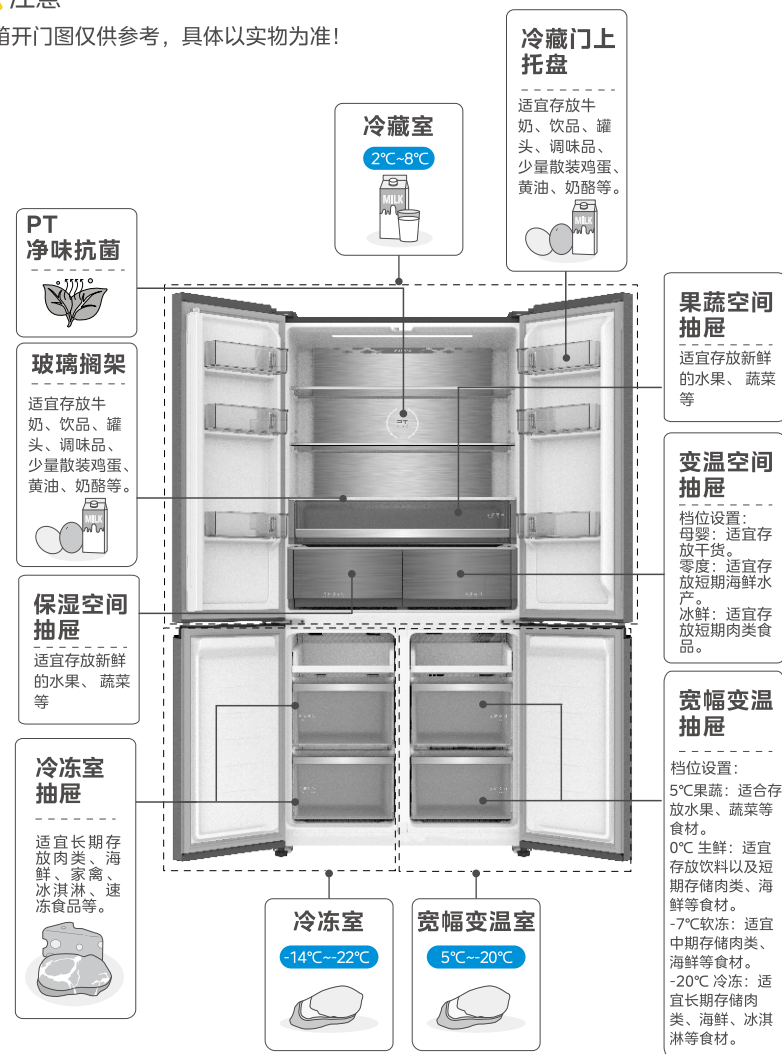 注意
箱开门图仅供参考，具体以实物为准！
冷藏门上
托盘
适宜存放牛
奶、饮品、罐
头、调味品、
少量散装鸡蛋、
黄油、奶酪等。
冷藏室
2℃~8℃
MILK
MILK
PT
净味抗菌
玻璃搁架
适宜存放牛
奶、饮品、罐
头、调味品、
少量散装鸡蛋、
黄油、奶酪等。
MILK
果蔬空间
抽屉
适宜存放新鲜
的水果、 蔬菜
等
PT
变温空间
抽屉
档位设置：
母婴：适宜存
放干货。
零度：适宜存
放短期海鲜水
产。
冰鲜：适宜存
放短期肉类食
品。
保湿空间
抽屉
适宜存放新鲜
的水果、 蔬菜
等
宽幅变温
抽屉
档位设置：
5℃果蔬：适合存
放水果、蔬菜等
食材。
0℃ 生鲜：适宜
存放饮料以及短
期存储肉类、海
鲜等食材。
-7℃软冻：适宜
中期存储肉类、
海鲜等食材。
-20℃ 冷冻：适
宜长期存储肉
类、海鲜、冰淇
淋等食材。
冷冻室
抽屉
适宜长期存
放肉类、海
鲜、家禽、
冰淇淋、速
冻食品等。
冷冻室
-14℃~-22℃
宽幅变温室
5℃~-20℃